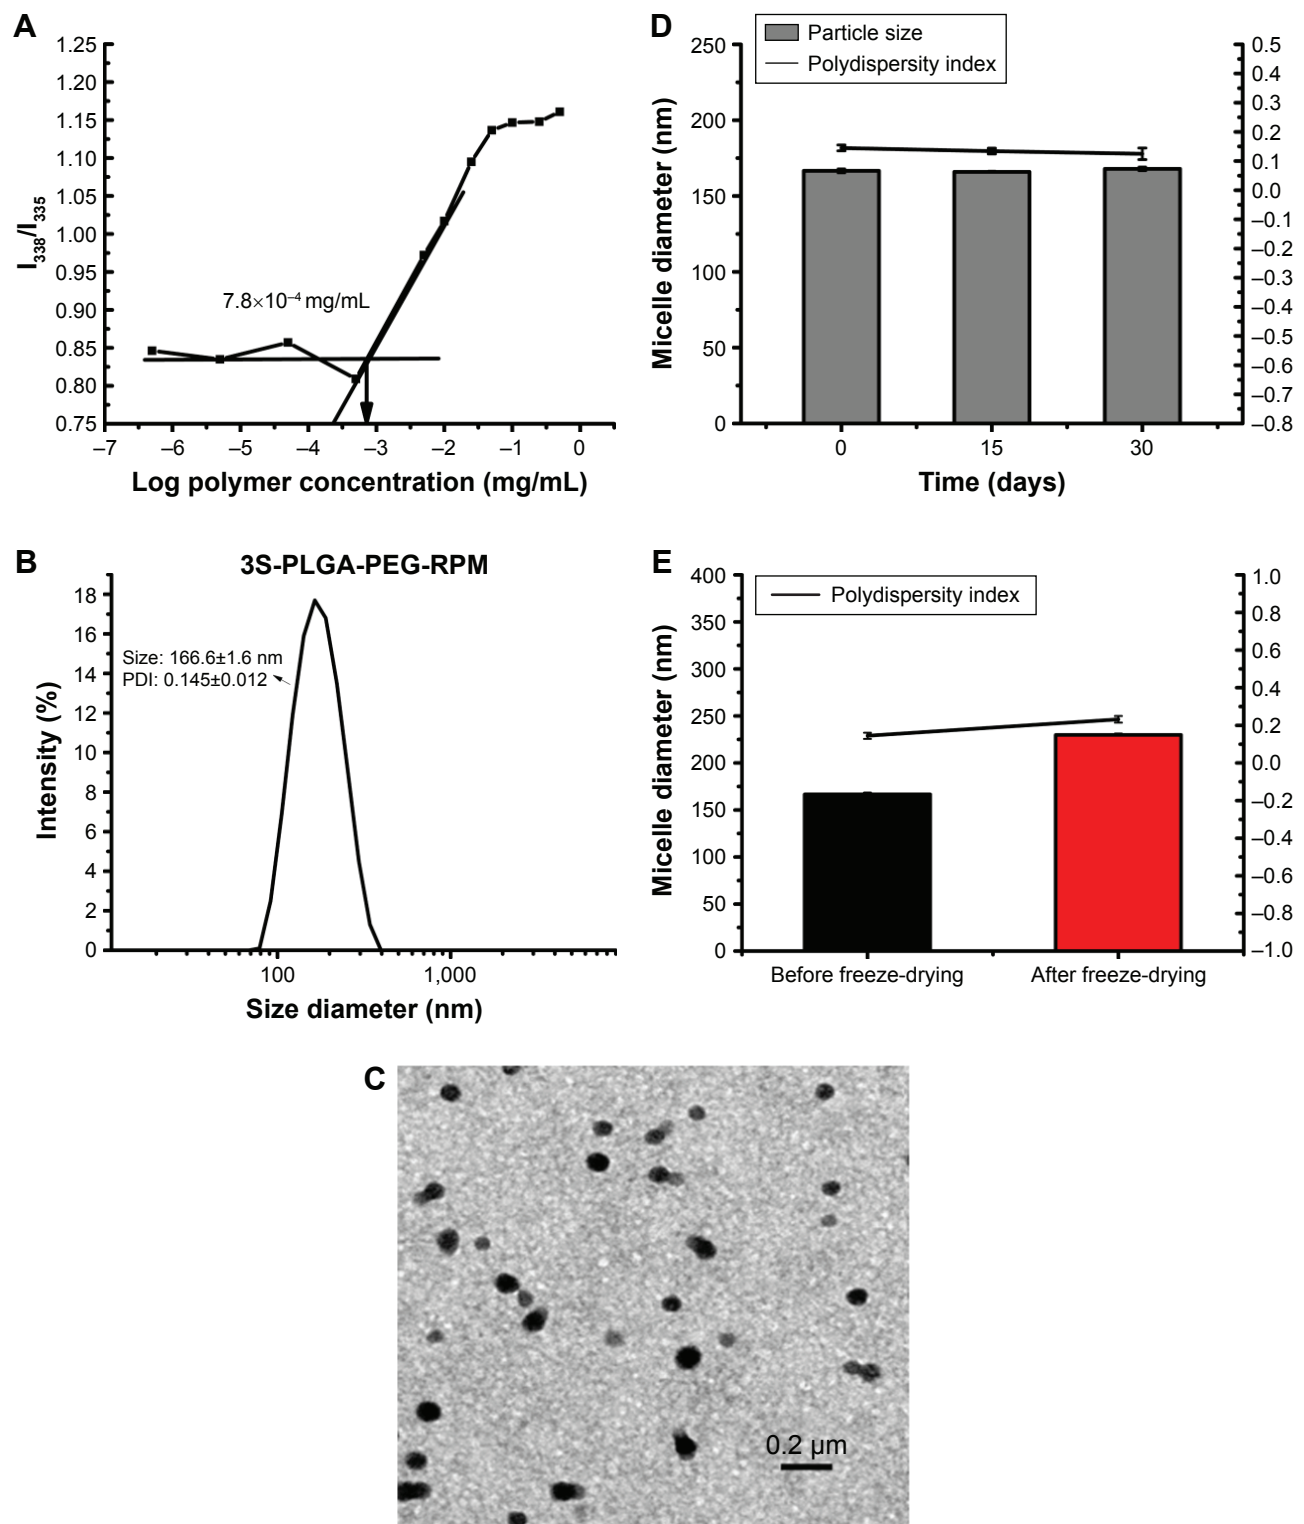 A
1.25
1.20
1.15
1.10
1.05
1.00
0.95
0.90
0.85
0.80
0.75
I338/I335
7.8×10–4 mg/mL
–7 –6 –5 –4 –3 –2 –1 0
Log polymer concentration (mg/mL)
D
Particle size
Polydispersity index
250
200
150
100
50
0
Micelle diameter (nm)
0.5
0.4
0.3
0.2
0.1
0.0
–0.1
–0.2
–0.3
–0.4
–0.5
–0.6
–0.7
–0.8
0 15 30
Time (days)
B
3S-PLGA-PEG-RPM
18
16
14
12
10
8
6
4
2
0
Intensity (%)
Size: 166.6±1.6 nm
PDI: 0.145±0.012
100 1,000
Size diameter (nm)
E
Polydispersity index
400
350
300
250
200
150
100
50
0
Micelle diameter (nm)
1.0
0.8
0.6
0.4
0.2
0.0
–0.2
–0.4
–0.6
–0.8
–1.0
Before freeze-drying After freeze-drying
C
0.2 µm